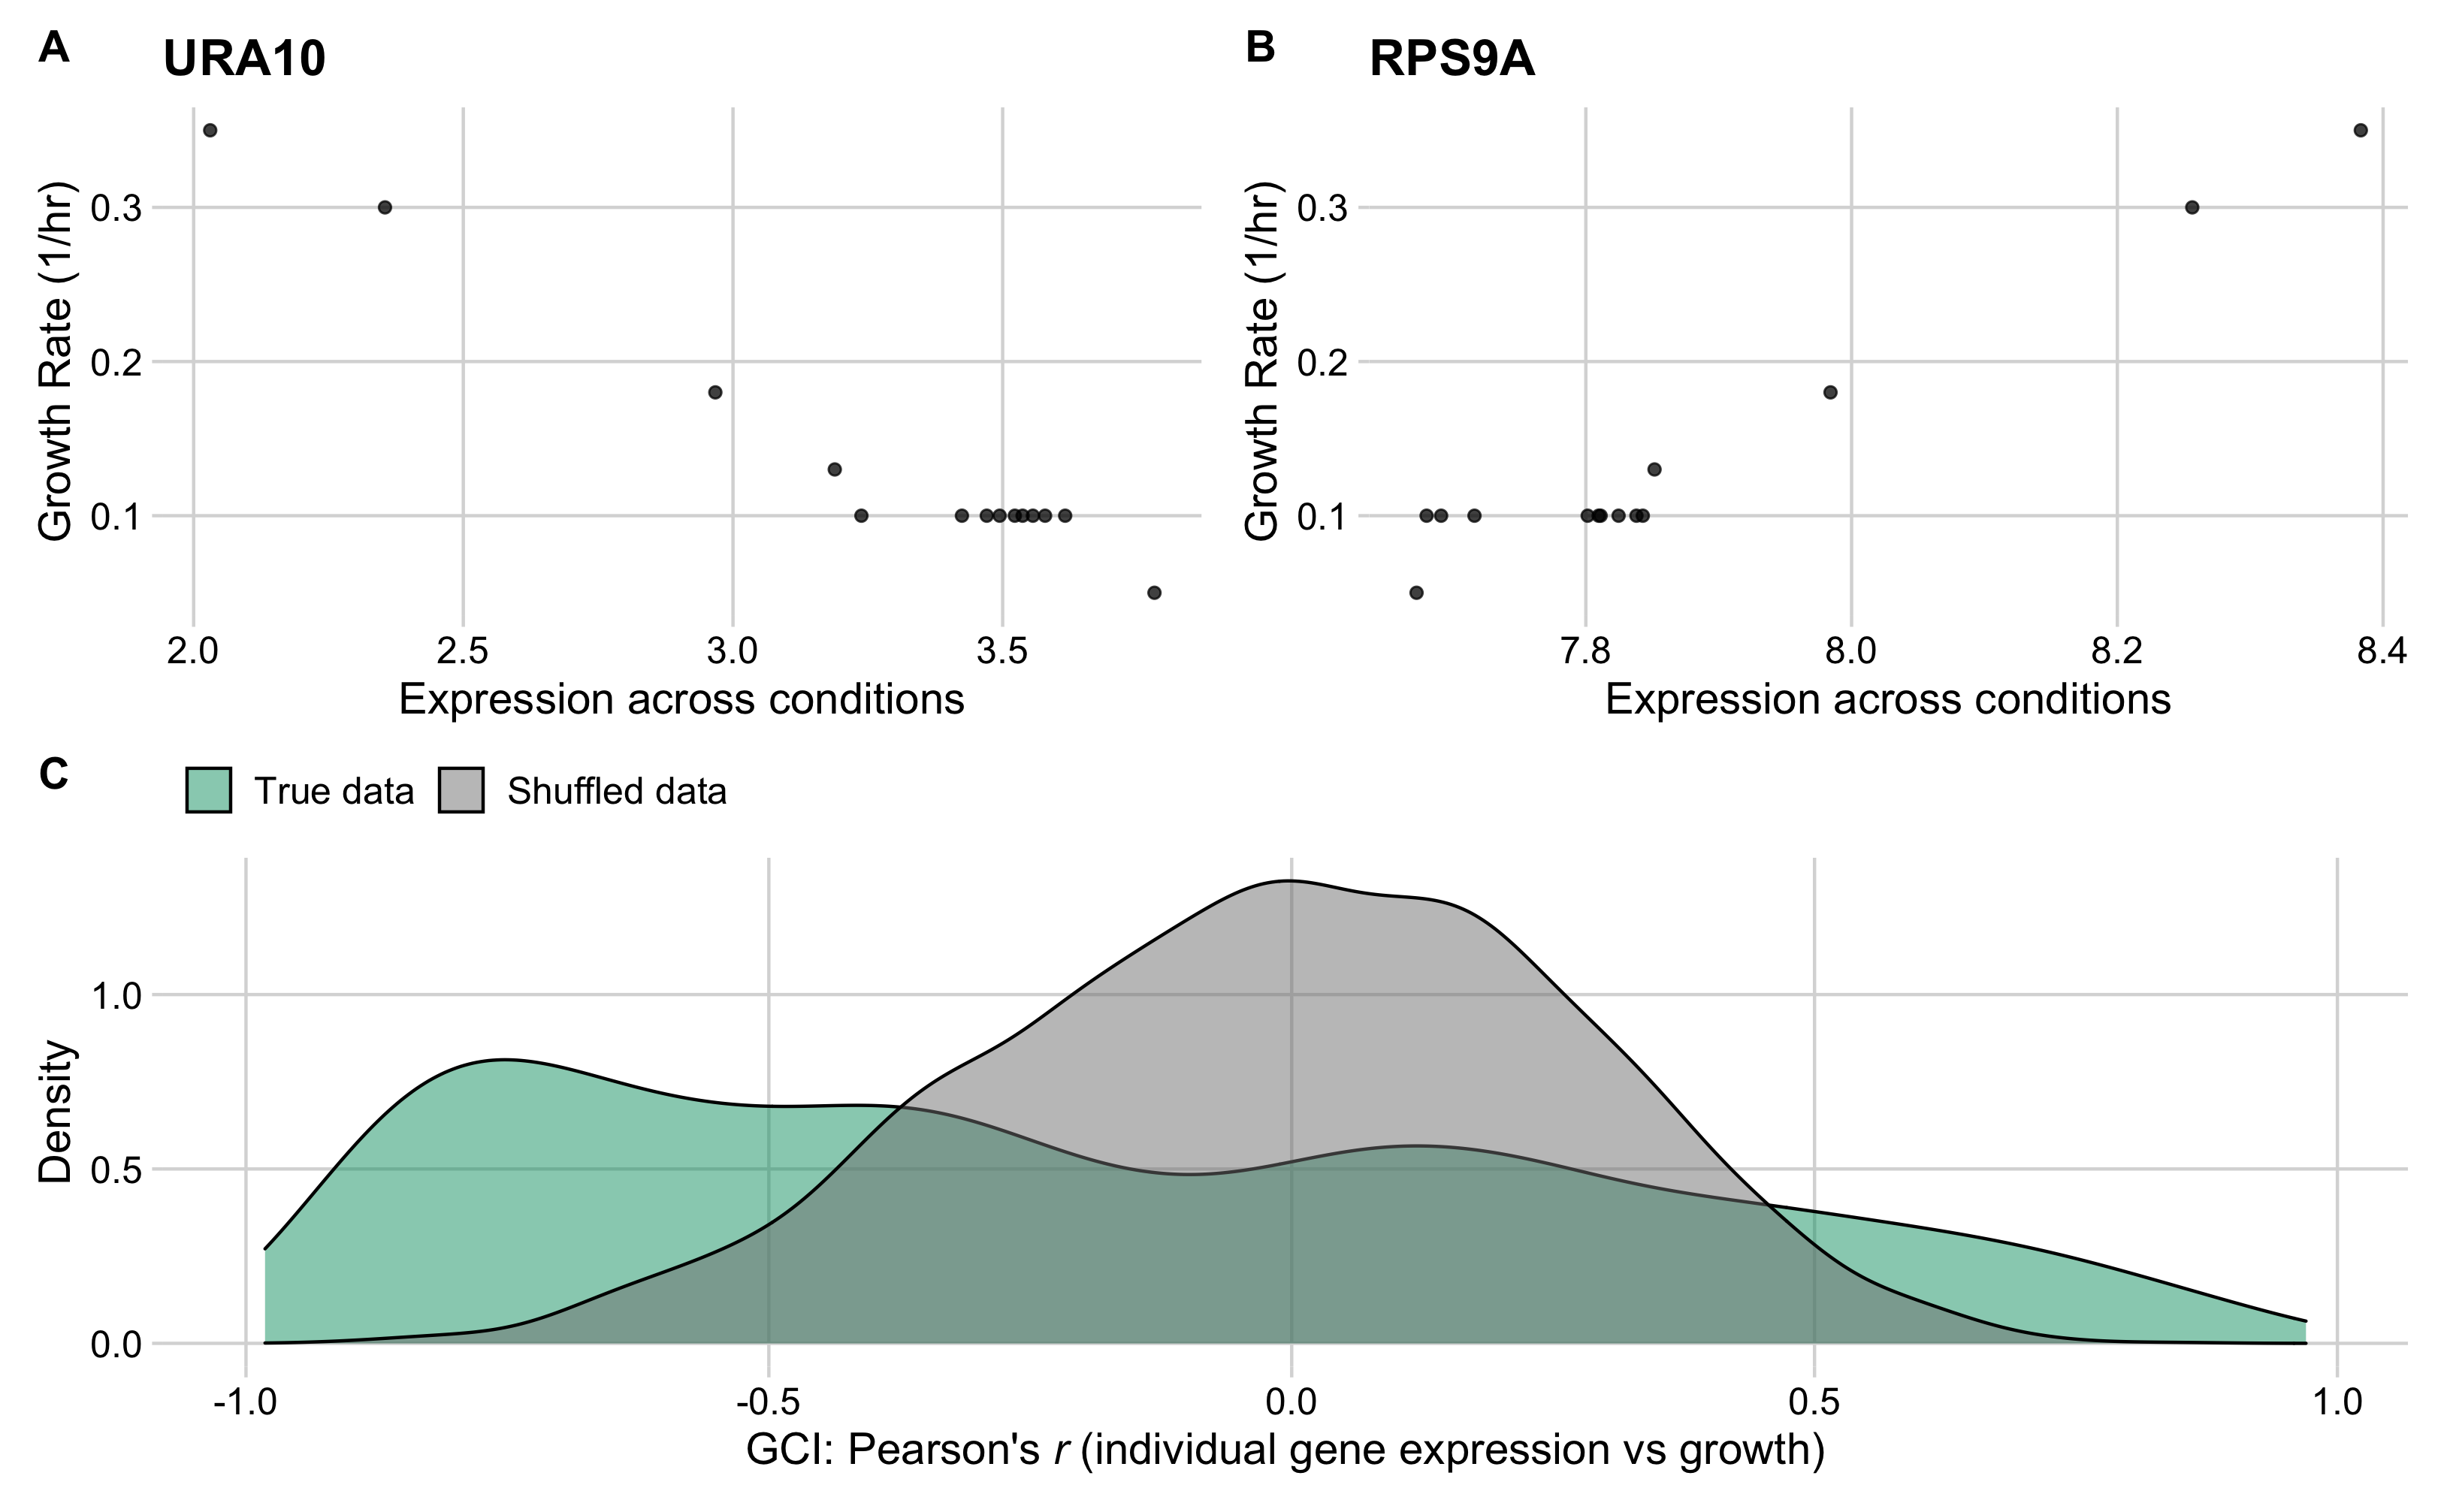 A
URA10
Growth Rate (1/hr)
0.3
0.2
0.1
2.0 2.5 3.0 3.5
Expression across conditions
B
RPS9A
Growth Rate (1/hr)
0.3
0.2
0.1
7.8 8.0 8.2 8.4
Expression across conditions
C
True data Shuffled data
Density
1.0
0.5
0.0
-1.0 -0.5 0.0 0.5 1.0
GCI: Pearson's r (individual gene expression vs growth)